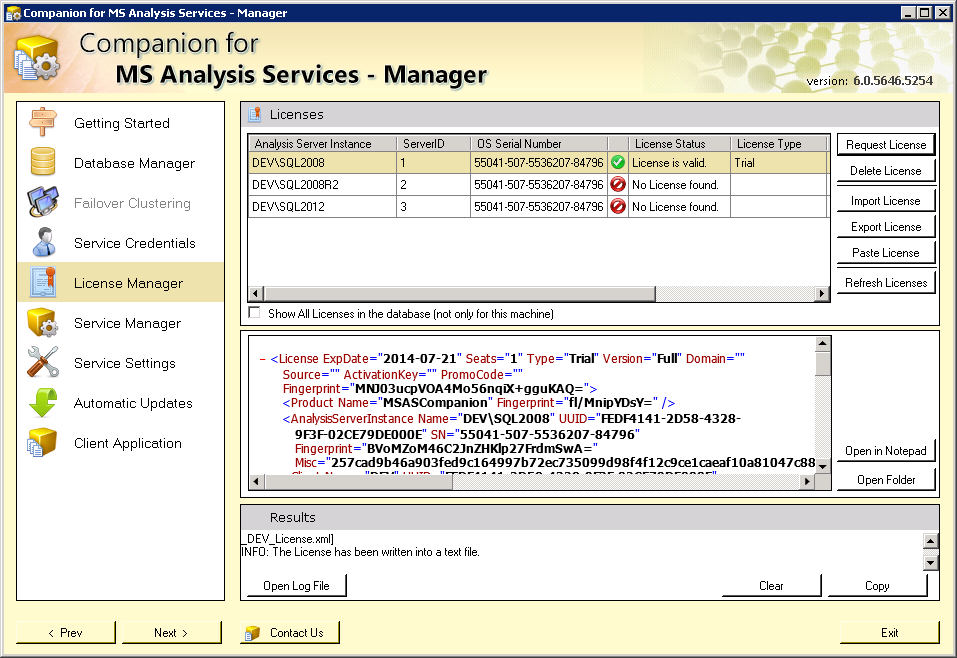 Companion for MS Analysis Services - Manager
Companion for
MS Analysis Services - Manager
version: 6.0.5646.5254
Getting Started
Database Manager
Failover Clustering
Service Credentials
License Manager
Service Manager
Service Settings
Automatic Updates
Client Application
Licenses
Analysis Server Instance ServerID OS Serial Number License Status License Type
DEV\SQL2008 1 55041-507-5536207-84796 License is valid. Trial
DEV\SQL2008R2 2 55041-507-5536207-84796 No License found.
DEV\SQL2012 3 55041-507-5536207-84796 No License found.
Show All Licenses in the database (not only for this machine)
Request License
Delete License
Import License
Export License
Paste License
Refresh Licenses
- <License ExpDate="2014-07-21" Seats="1" Type="Trial" Version="Full" Domain=""
Source="" ActivationKey="" PromoCode=""
Fingerprint="MNJ03ucpVOA4Mo56nqiX+gguKAQ=">
<Product Name="MSASCompanion" Fingerprint="fl/MnipYDsY=" />
<AnalysisServerInstance Name="DEV\SQL2008" UUID="FEDF4141-2D58-4328-
9F3F-02CE79DE000E" SN="55041-507-5536207-84796"
Fingerprint="BVoMZoM46C2JnZHKlp27FrdmSwA="
Misc="257cad9b46a903fed9c164997b72ec735099d98f4f12c9ce1caeaf10a81047c88
Open in Notepad
Open Folder
Results
_DEV_License.xml]
INFO: The License has been written into a text file.
Open Log File
Clear
Copy
< Prev
Next >
Contact Us
Exit